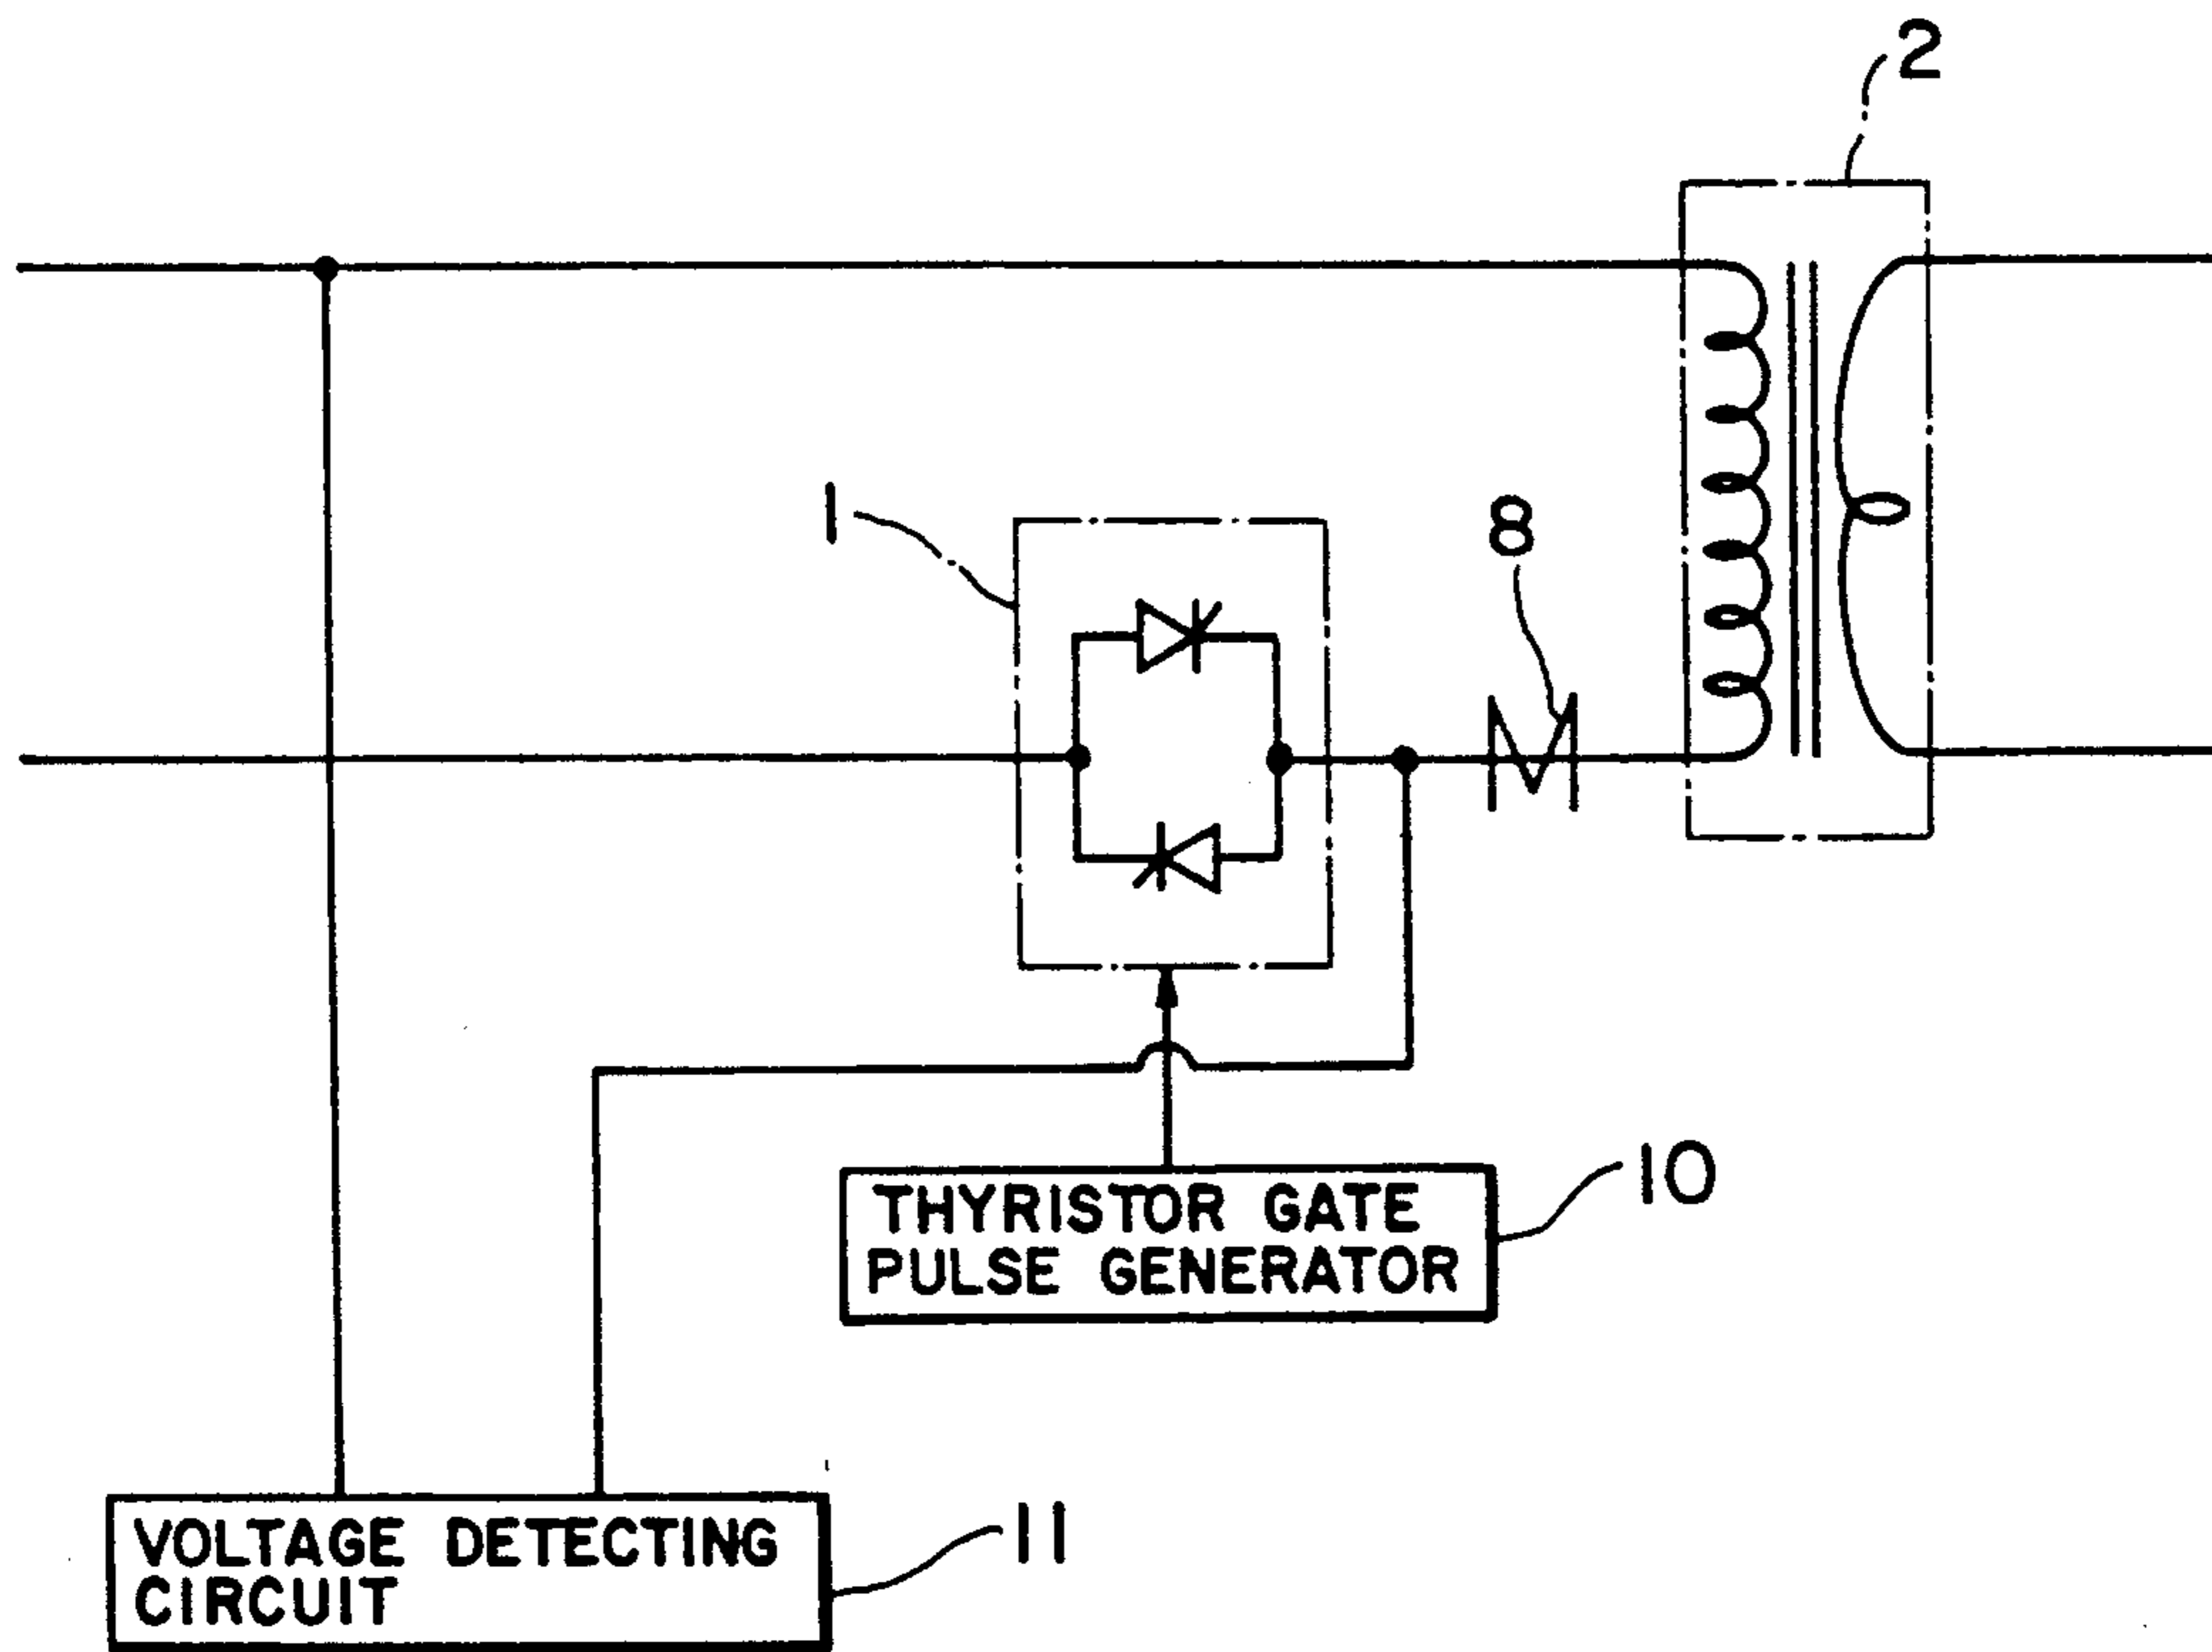 2
1
8
THYRISTOR GATE
PULSE GENERATOR
10
VOLTAGE DETECTING
CIRCUIT
11